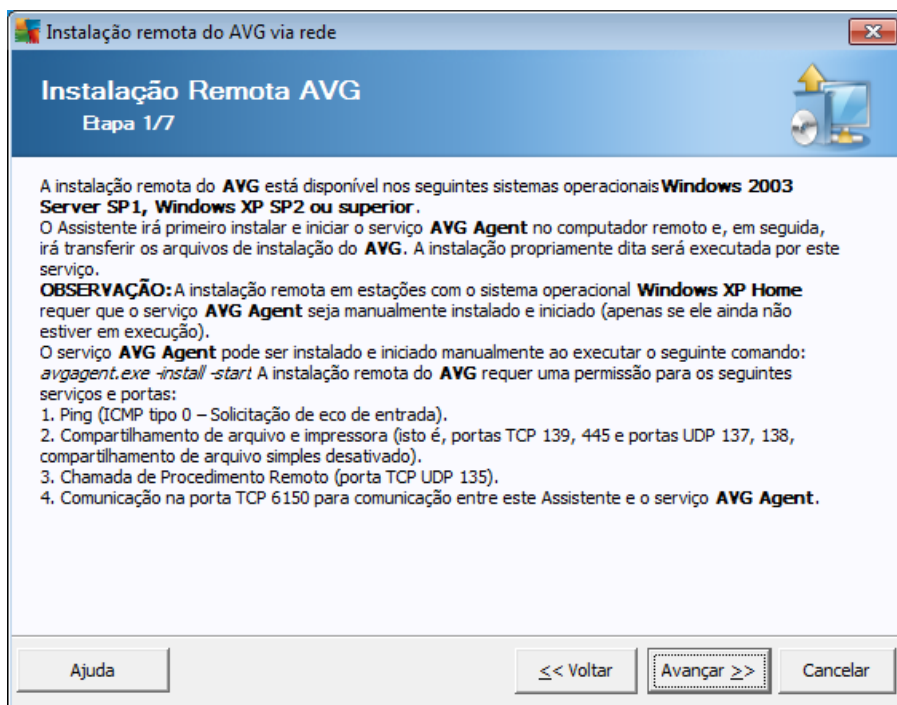 Instalação remota do AVG via rede
Instalação Remota AVG
Etapa 1/7
A instalação remota do AVG está disponível nos seguintes sistemas operacionais Windows 2003
Server SP1, Windows XP SP2 ou superior.
O Assistente irá primeiro instalar e iniciar o serviço AVG Agent no computador remoto e, em seguida,
irá transferir os arquivos de instalação do AVG. A instalação propriamente dita será executada por este
serviço.
OBSERVAÇÃO: A instalação remota em estações com o sistema operacional Windows XP Home
requer que o serviço AVG Agent seja manualmente instalado e iniciado (apenas se ele ainda não
estiver em execução).
O serviço AVG Agent pode ser instalado e iniciado manualmente ao executar o seguinte comando:
avgagent.exe -install -start A instalação remota do AVG requer uma permissão para os seguintes
serviços e portas:
1. Ping (ICMP tipo 0 – Solicitação de eco de entrada).
2. Compartilhamento de arquivo e impressora (isto é, portas TCP 139, 445 e portas UDP 137, 138,
compartilhamento de arquivo simples desativado).
3. Chamada de Procedimento Remoto (porta TCP UDP 135).
4. Comunicação na porta TCP 6150 para comunicação entre este Assistente e o serviço AVG Agent.
Ajuda
<< Voltar
Avançar >>
Cancelar